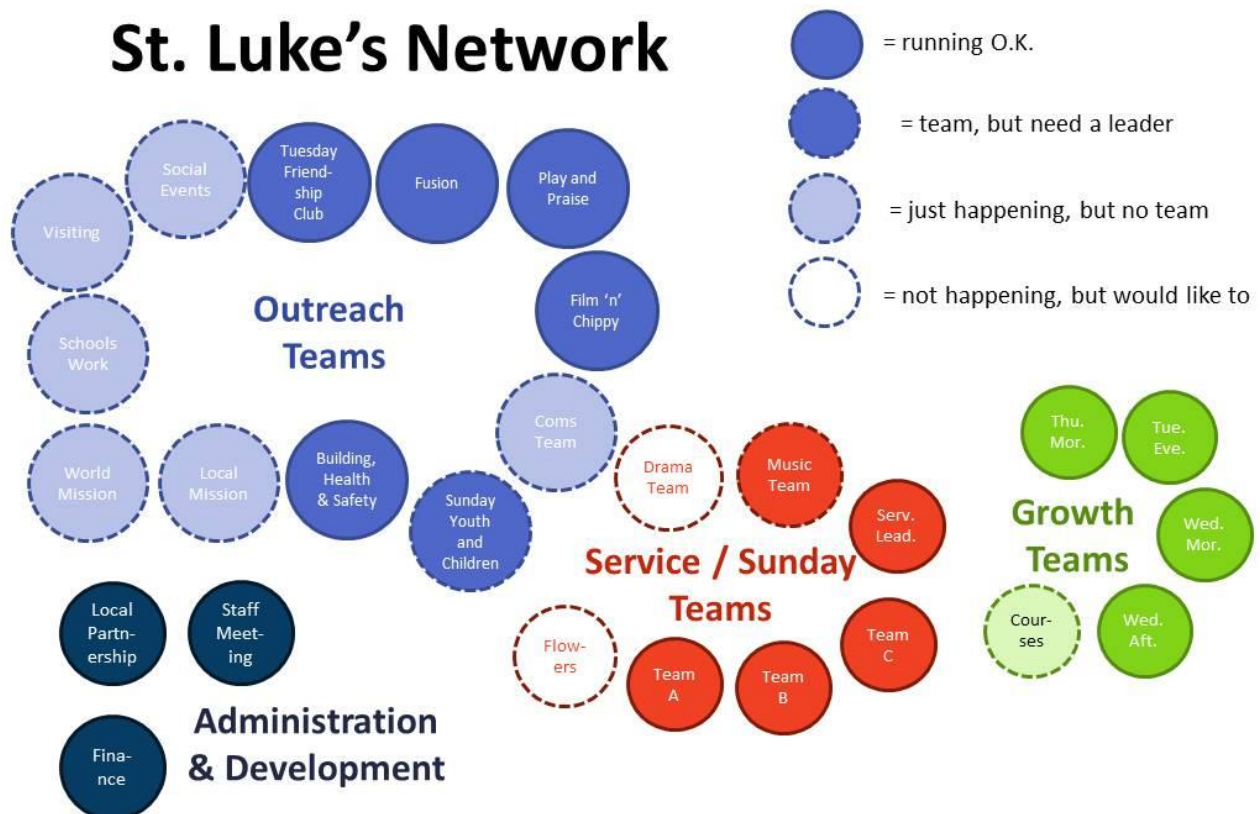 St. Luke's Network
= running O.K.
= team, but need a leader
= just happening, but no team
= not happening, but would like to
Social
Events
Tuesday
Friend-
ship
Club
Fusion
Play and
Praise
Visiting
Film 'n'
Chippy
Outreach
Teams
Schools
Work
Coms
Team
World
Mission
Local
Mission
Building,
Health
& Safety
Sunday
Youth
and
Children
Drama
Team
Music
Team
Serv.
Lead.
Service / Sunday
Teams
Flow-
ers
Team
A
Team
B
Team
C
Thu.
Mor.
Tue.
Eve.
Wed.
Mor.
Growth
Teams
Cour-
ses
Wed.
Aft.
Local
Partn-
ership
Staff
Meet-
ing
Fina-
nce
Administration
& Development